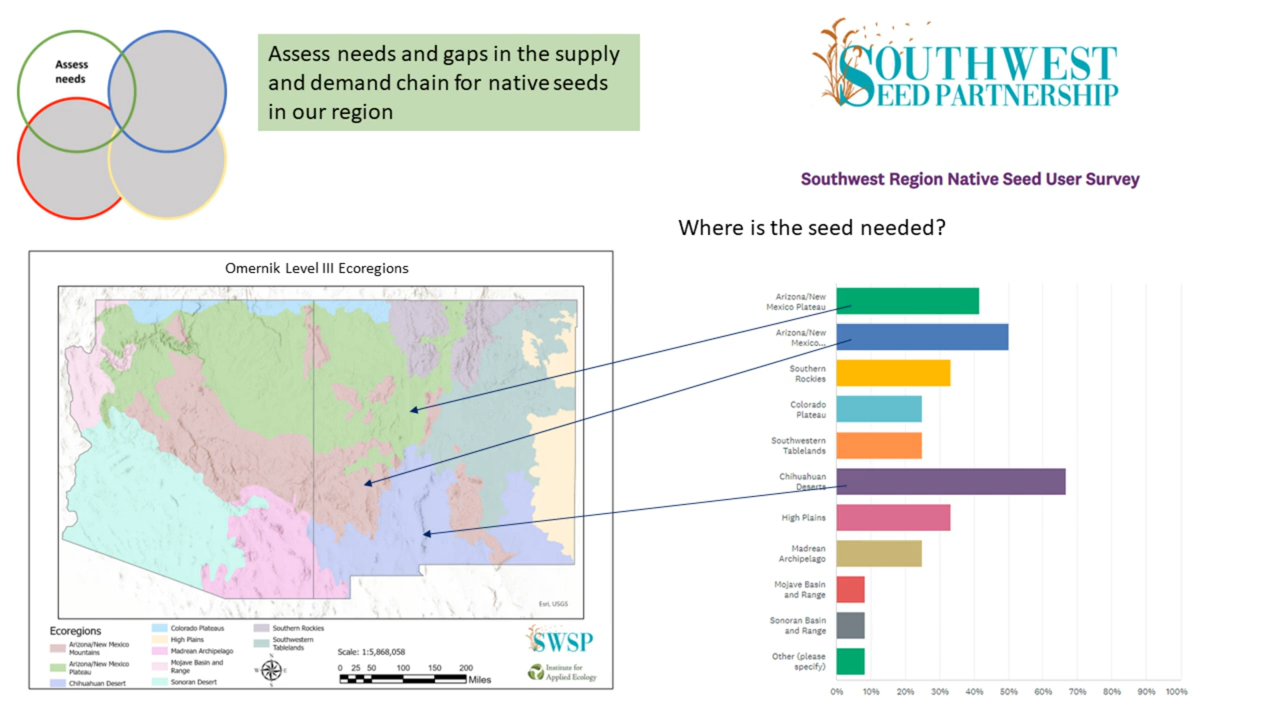 Assess
needs
Assess needs and gaps in the supply
and demand chain for native seeds
in our region
SOUTHWEST
SEED PARTNERSHIP
Southwest Region Native Seed User Survey
Where is the seed needed?
Omernik Level III Ecoregions
Esri, USGS
Ecoregions
Arizona/New Mexico
Mountains
Arizona/New Mexico
Plateau
Chihuahuan Desert
Colorado Plateaus
High Plains
Madrean Archipelago
Mojave Basin and
Range
Sonoran Desert
Southern Rockies
Southwestern
Tablelands
N
E
S
W
Scale: 1:5,868,058
0 25 50 100 150 200
Miles
SWSP
Institute for
Applied Ecology
Arizona/New
Mexico Plateau
Arizona/New
Mexico...
Southern
Rockies
Colorado
Plateau
Southwestern
Tablelands
Chihuahuan
Deserts
High Plains
Madrean
Archipelago
Mojave Basin
and Range
Sonoran Basin
and Range
Other (please
specify)
0% 10% 20% 30% 40% 50% 60% 70% 80% 90% 100%